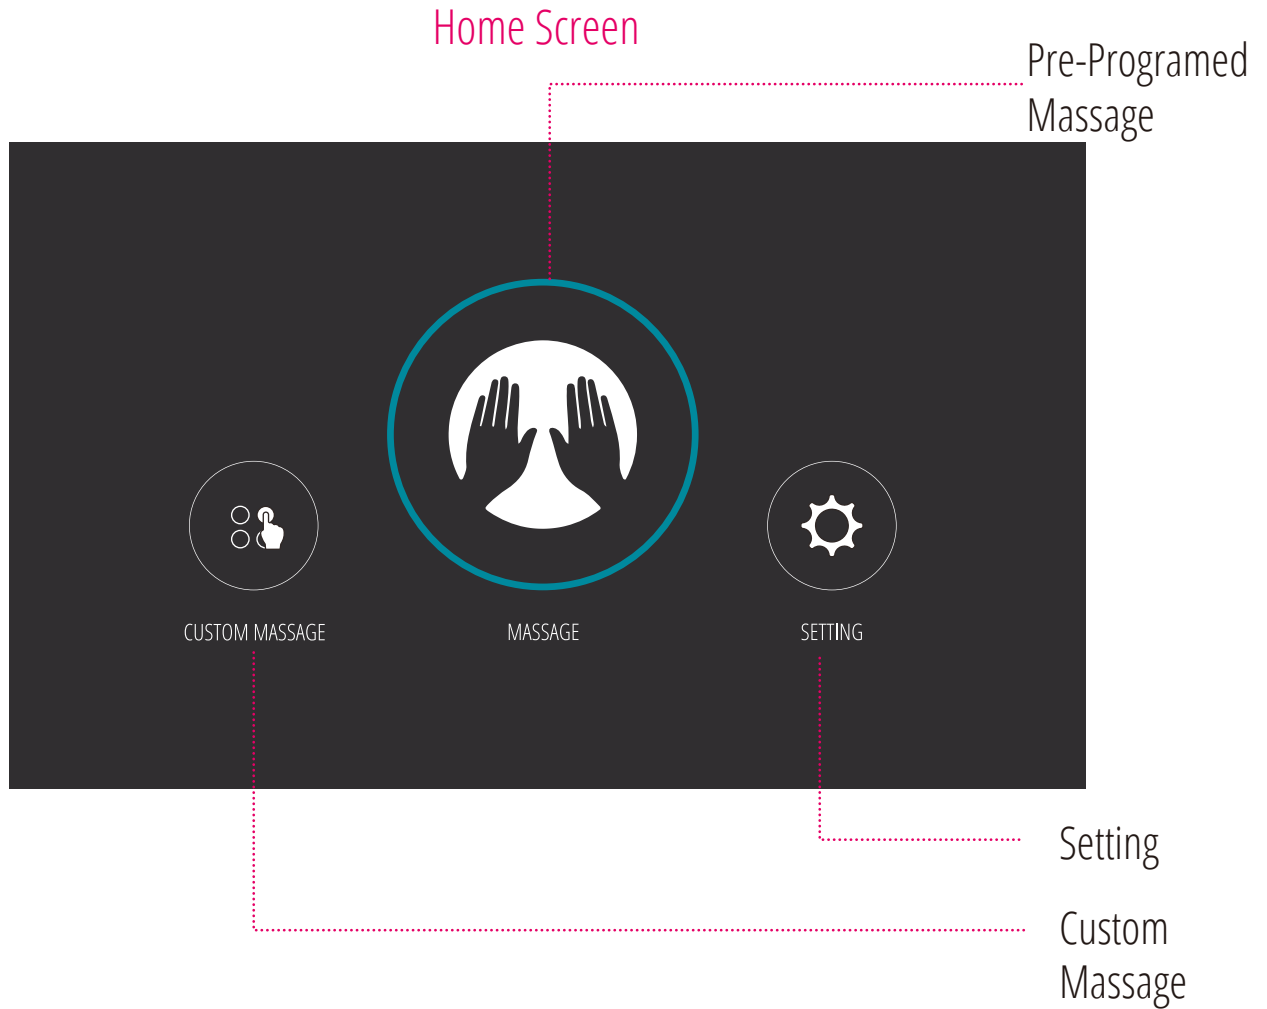 Home Screen
Pre-Programed
Massage
CUSTOM MASSAGE
MASSAGE
SETTING
Setting
Custom
Massage